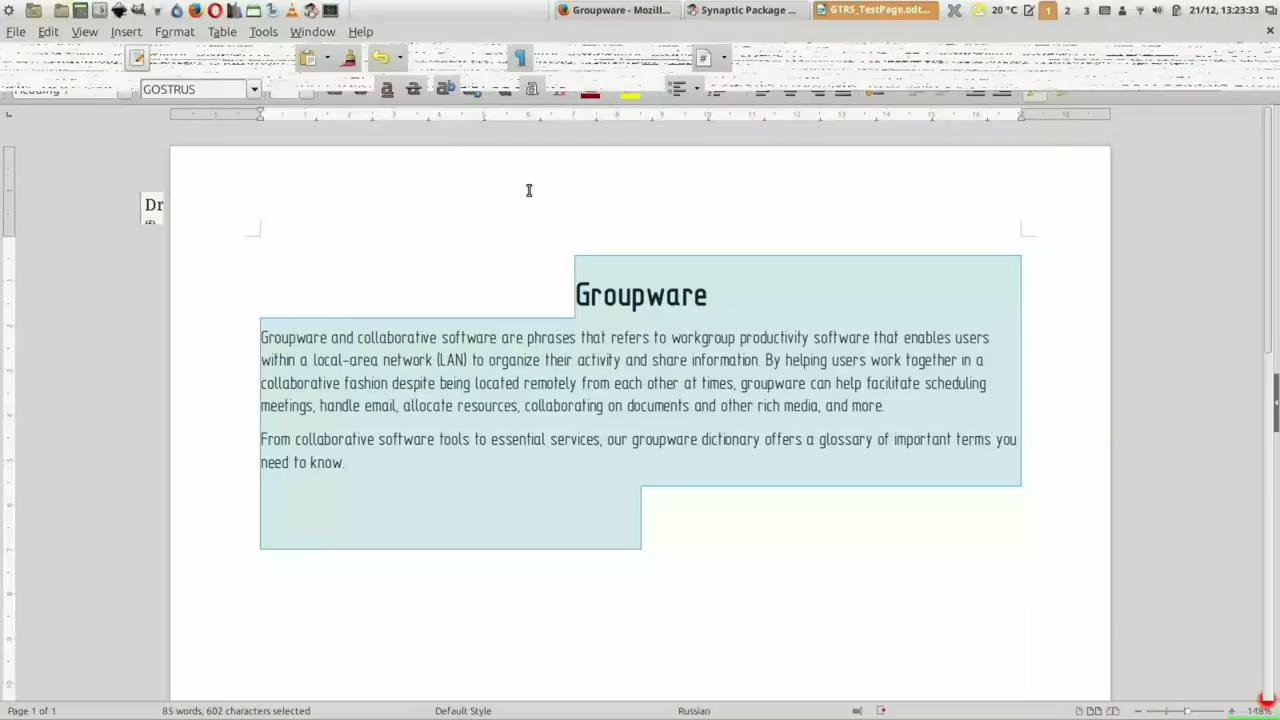 Groupware - Mozill... Synaptic Package ... GTRS_TestPage.odt... 20 °C 1 2 3 21/12, 13:23:33
File Edit View Insert Format Table Tools Window Help
GOSTRUS
Dr
Groupware
Groupware and collaborative software are phrases that refers to workgroup productivity software that enables users
within a local-area network (LAN) to organize their activity and share information. By helping users work together in a
collaborative fashion despite being located remotely from each other at times, groupware can help facilitate scheduling
meetings, handle email, allocate resources, collaborating on documents and other rich media, and more.
From collaborative software tools to essential services, our groupware dictionary offers a glossary of important terms you
need to know.
Page 1 of 1 85 words, 602 characters selected Default Style Russian 148%